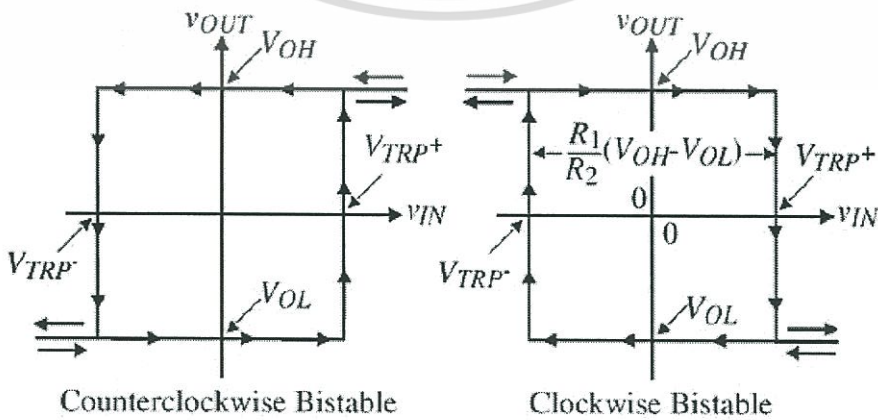 vOUT
VOH
VTRP+
vIN
VTRP-
VOL
Counterclockwise Bistable
vOUT
VOH
R1/R2(VOH-VOL)
VTRP+
0
0
vIN
VTRP-
VOL
Clockwise Bistable